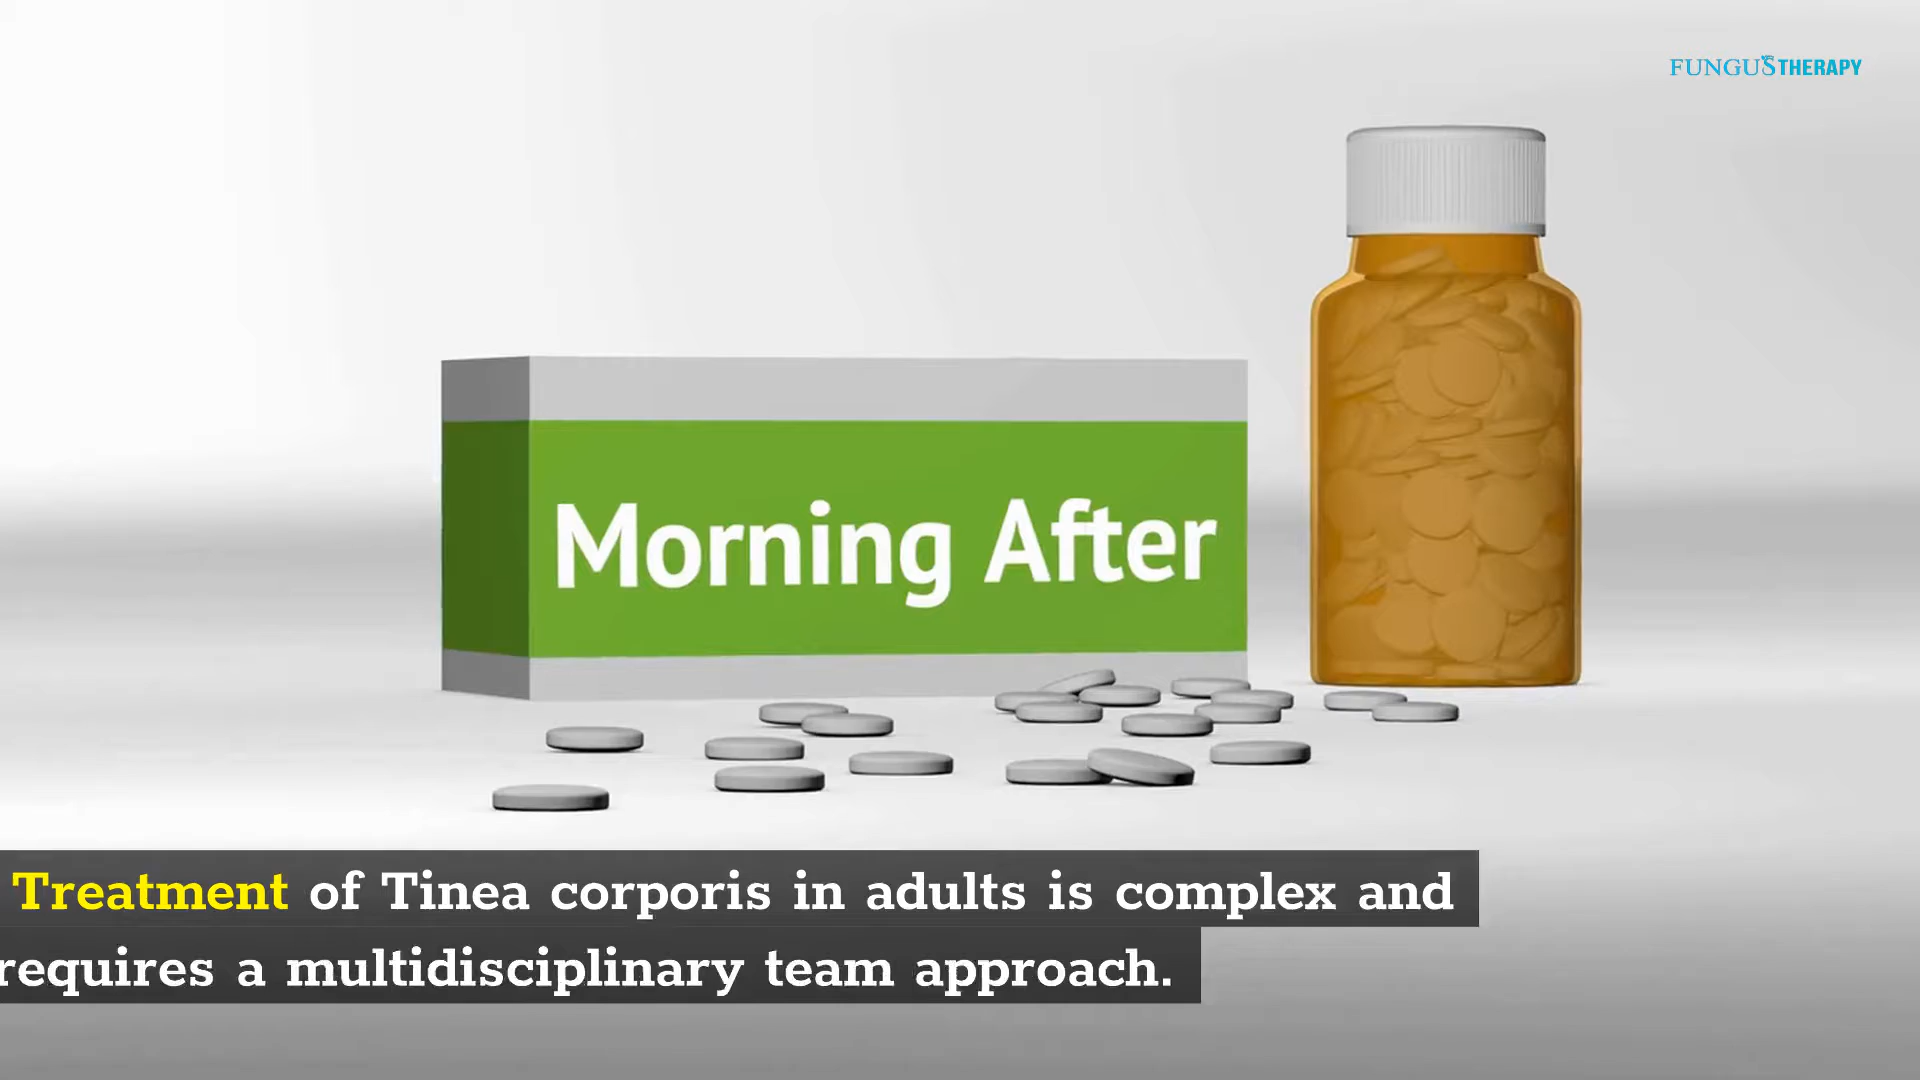 FUNGUS THERAPY
Morning After
Treatment of Tinea corporis in adults is complex and
requires a multidisciplinary team approach.